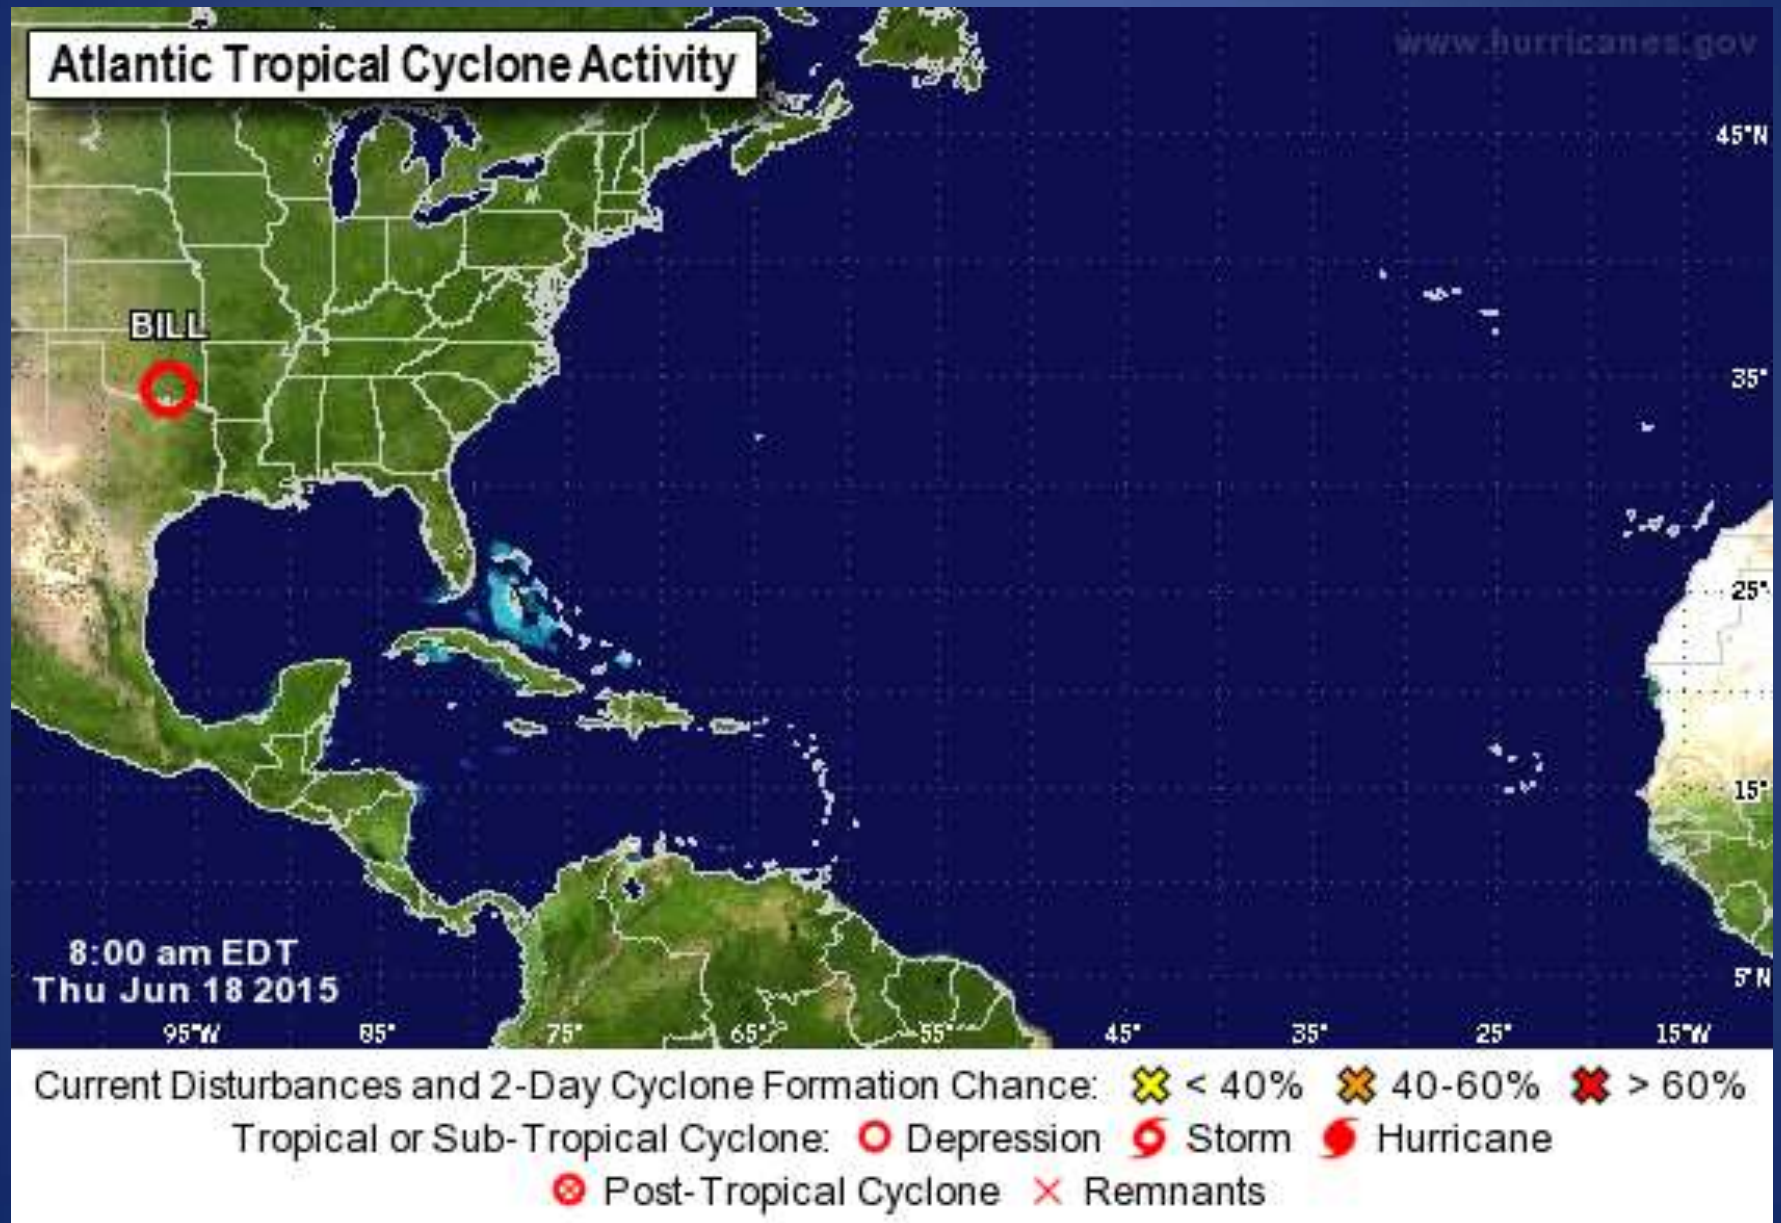 Atlantic Tropical Cyclone Activity
www.hurricanes.gov
45°N
BILL
35°
25°
15°
8:00 am EDT
Thu Jun 18 2015
5°N
95°W 85° 75° 65° 55° 45° 35° 25° 15°W
Current Disturbances and 2-Day Cyclone Formation Chance: < 40% 40-60% > 60%
Tropical or Sub-Tropical Cyclone: Depression Storm Hurricane
Post-Tropical Cyclone Remnants